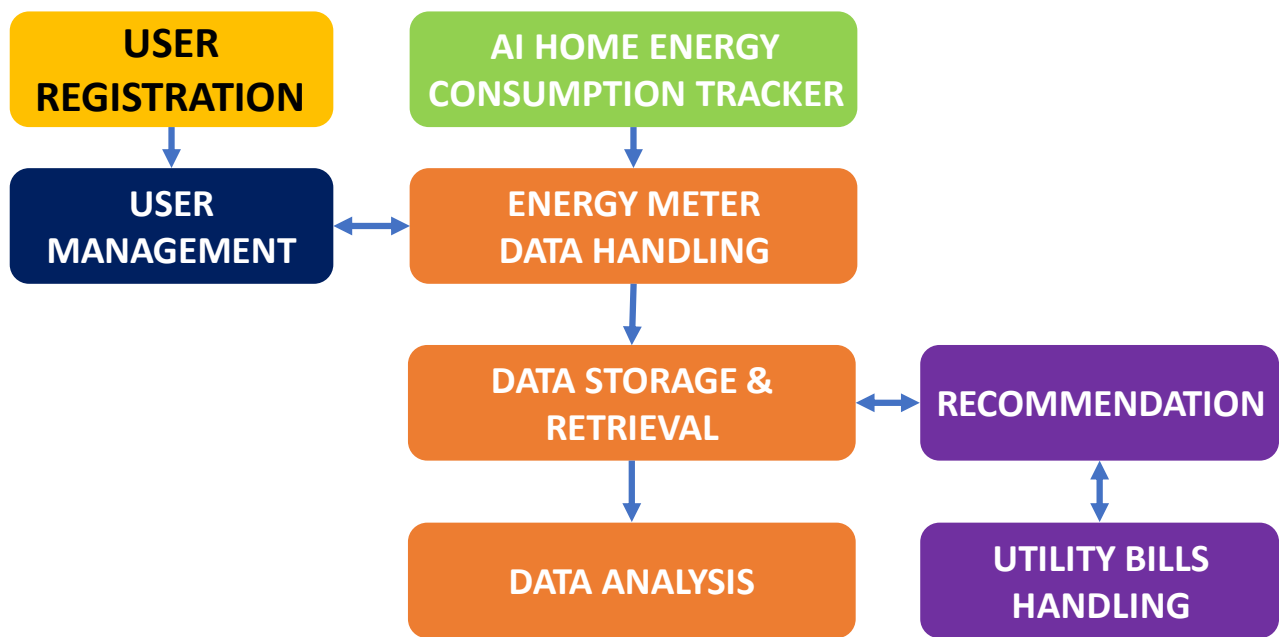 USER
REGISTRATION
AI HOME ENERGY
CONSUMPTION TRACKER
USER
MANAGEMENT
ENERGY METER
DATA HANDLING
DATA STORAGE &
RETRIEVAL
RECOMMENDATION
DATA ANALYSIS
UTILITY BILLS
HANDLING